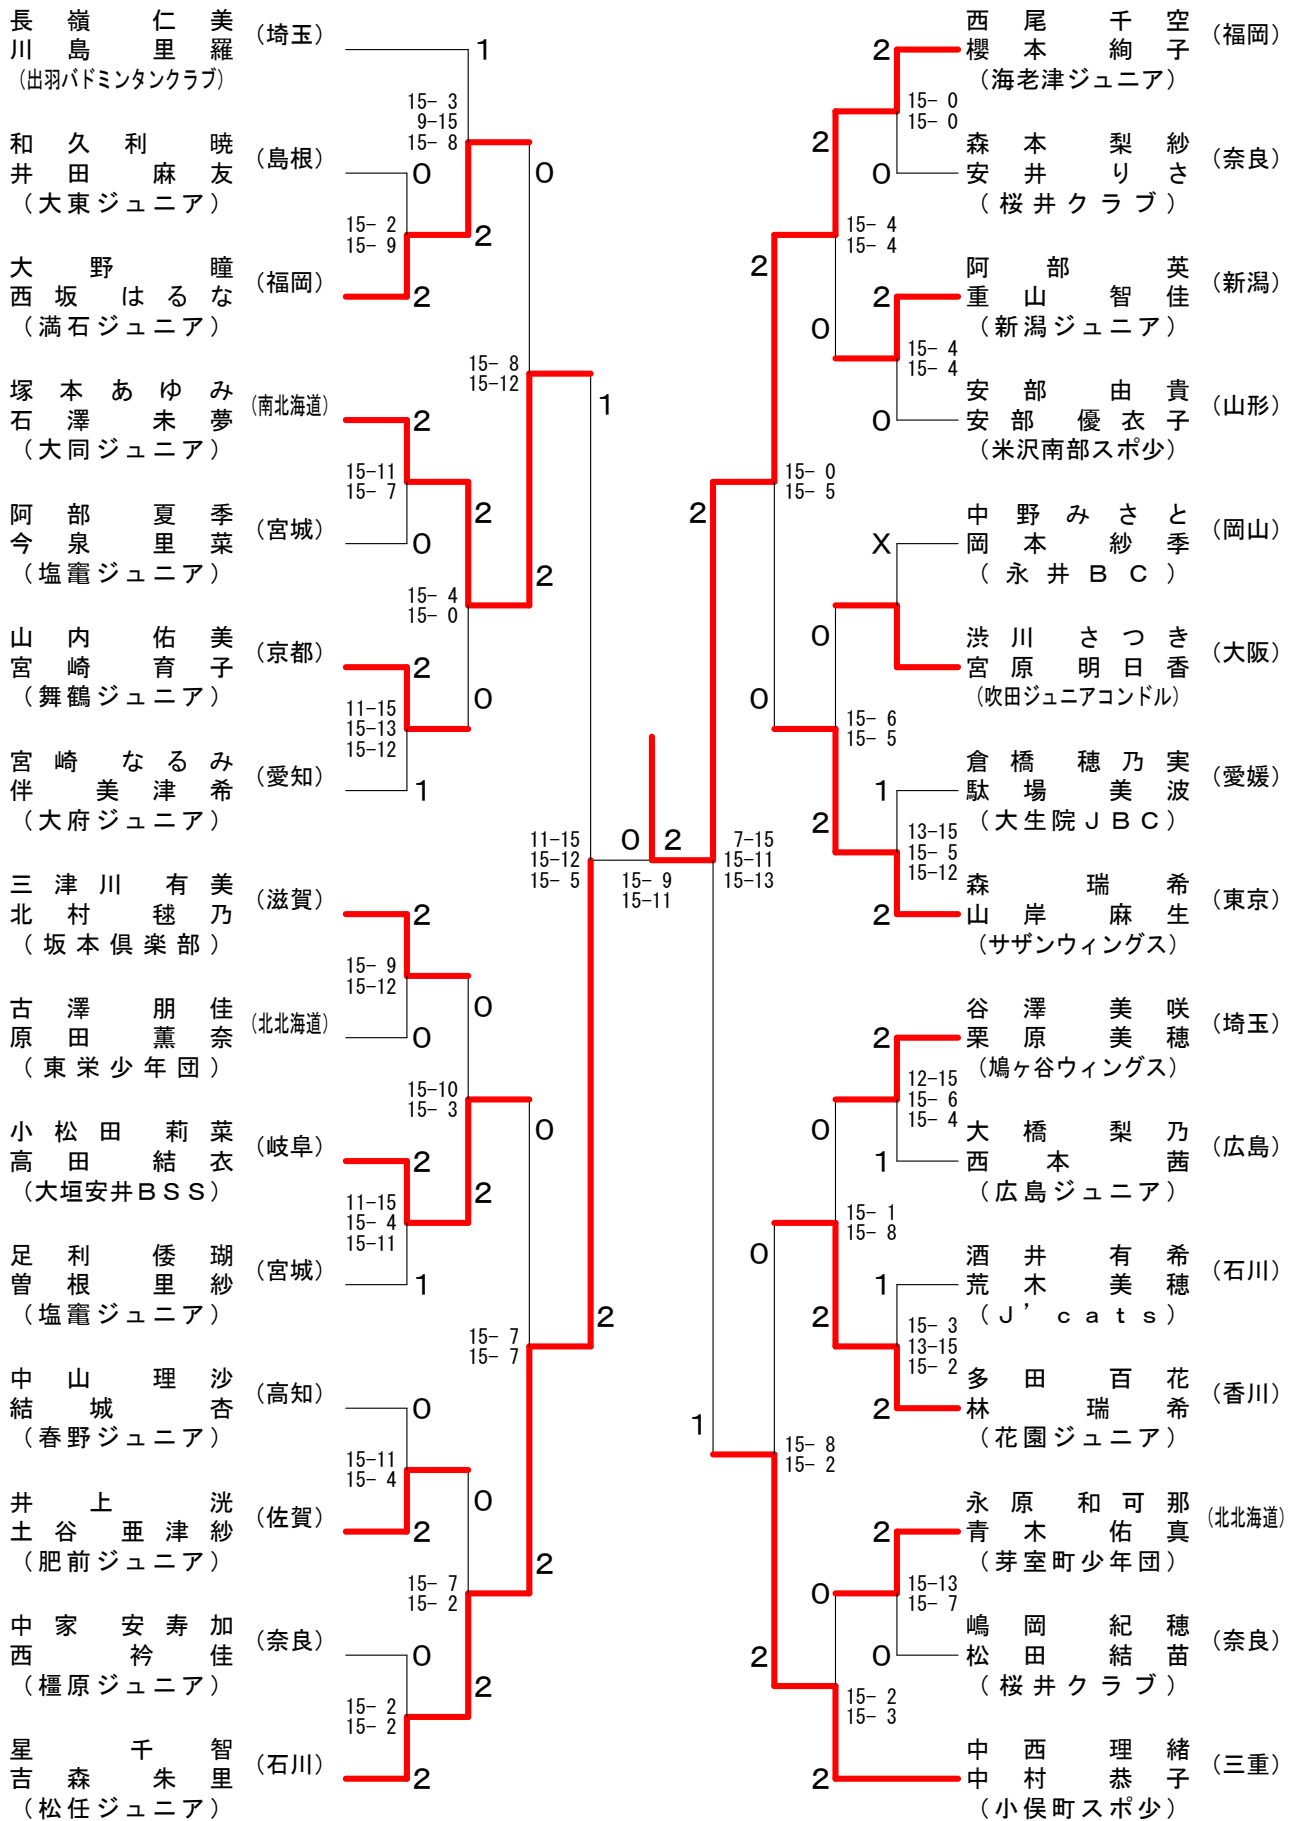 長嶺 仁美
川島 里羅
(埼玉)
(出羽バドミンタンクラブ)
和久利 暁
井田 麻友
(島根)
(大東ジュニア)
大野 瞳
西坂 はるな
(福岡)
(満石ジュニア)
塚本あゆみ
石澤 未夢
(南北海道)
(大同ジュニア)
阿部 夏季
今泉 里菜
(宮城)
(塩竈ジュニア)
山内 佑美
宮崎 育子
(京都)
(舞鶴ジュニア)
宮崎 なるみ
伴 美津希
(愛知)
(大府ジュニア)
三津川 有美
北村 毬乃
(滋賀)
(坂本倶楽部)
古澤 朋佳
原田 薫奈
(北北海道)
(東栄少年団)
小松田 莉菜
高田 結衣
(岐阜)
(大垣安井BSS)
足利 倭瑚
曽根 里紗
(宮城)
(塩竈ジュニア)
中山 理沙
結城 杏
(高知)
(春野ジュニア)
井上 洸
土谷 亜津紗
(佐賀)
(肥前ジュニア)
中家 安寿加
西 衿佳
(奈良)
(橿原ジュニア)
星 千智
吉森 朱里
(石川)
(松任ジュニア)
1
15- 3
9-15
15- 8
0
0
15- 2
15- 9
2
2
15- 8
15-12
1
2
15-11
15- 7
2
0
2
15- 4
15- 0
2
0
11-15
15-13
15-12
1
11-15
15-12
15- 5
2
15- 9
15-12
0
0
15-10
15- 3
0
2
2
11-15
15- 4
15-11
1
2
15- 7
15- 7
0
15-11
15- 4
0
2
2
15- 7
15- 2
0
2
15- 2
15- 2
2
0 2
15- 9
15-11
西尾 千空
櫻本 絢子
(福岡)
(海老津ジュニア)
森本 梨紗
安井 りさ
(奈良)
(桜井クラブ)
阿部 英
重山 智佳
(新潟)
(新潟ジュニア)
安部 由貴
安部 優衣子
(山形)
(米沢南部スポ少)
中野みさと
岡本 紗季
(岡山)
(永井BC)
渋川 さつき
宮原 明日香
(大阪)
(吹田ジュニアコンドル)
倉橋 穂乃実
駄場 美波
(愛媛)
(大生院JBC)
森 瑞希
山岸 麻生
(東京)
(サザンウィングス)
谷澤 美咲
栗原 美穂
(埼玉)
(鳩ヶ谷ウィングス)
大橋 梨乃
西本 茜
(広島)
(広島ジュニア)
酒井 有希
荒木 美穂
(石川)
(J’cats)
多田 百花
林 瑞希
(香川)
(花園ジュニア)
永原 和可那
青木 佑真
(北北海道)
(芽室町少年団)
嶋岡 紀穂
松田 結苗
(奈良)
(桜井クラブ)
中西 理緒
中村 恭子
(三重)
(小俣町スポ少)
2
15- 0
15- 0
2
0
15- 4
15- 4
2
2
0
15- 4
15- 4
0
15- 0
15- 5
2
X
0
0
15- 6
15- 5
1
2
13-15
15- 5
15-12
2
7-15
15-11
15-13
2
12-15
15- 6
15- 4
0
1
15- 1
15- 8
0
1
15- 3
13-15
15- 2
2
2
1
15- 8
15- 2
2
0
15-13
15- 7
0
2
15- 2
15- 3
2